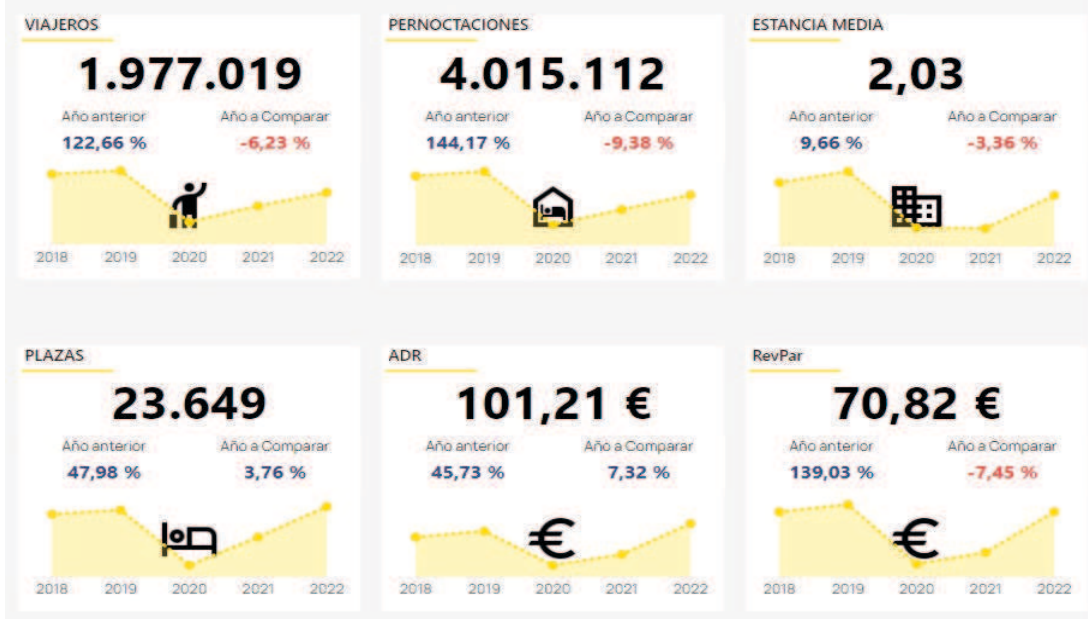 VIAJEROS
1.977.019
Año anterior Año a Comparar
122,66 % -6,23 %
2018 2019 2020 2021 2022
PERNOCTACIONES
4.015.112
Año anterior Año a Comparar
144,17 % -9,38 %
2018 2019 2020 2021 2022
ESTANCIA MEDIA
2,03
Año anterior Año a Comparar
9,66 % -3,36 %
2018 2019 2020 2021 2022
PLAZAS
23.649
Año anterior Año a Comparar
47,98 % 3,76 %
2018 2019 2020 2021 2022
ADR
101,21 €
Año anterior Año a Comparar
45,73 % 7,32 %
€
2018 2019 2020 2021 2022
RevPar
70,82 €
Año anterior Año a Comparar
139,03 % -7,45 %
€
2018 2019 2020 2021 2022